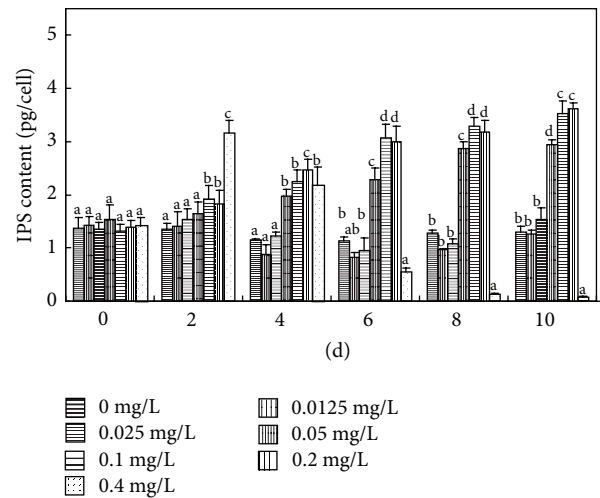 IPS content (pg/cell)
5
4
3
2
1
0
a a a a a a a
a a a a b b c
a a a b b c b
b ab b c d d a
b a b c d d a
b b b d c c a
0 2 4 6 8 10
(d)
0 mg/L 0.0125 mg/L
0.025 mg/L 0.05 mg/L
0.1 mg/L 0.2 mg/L
0.4 mg/L